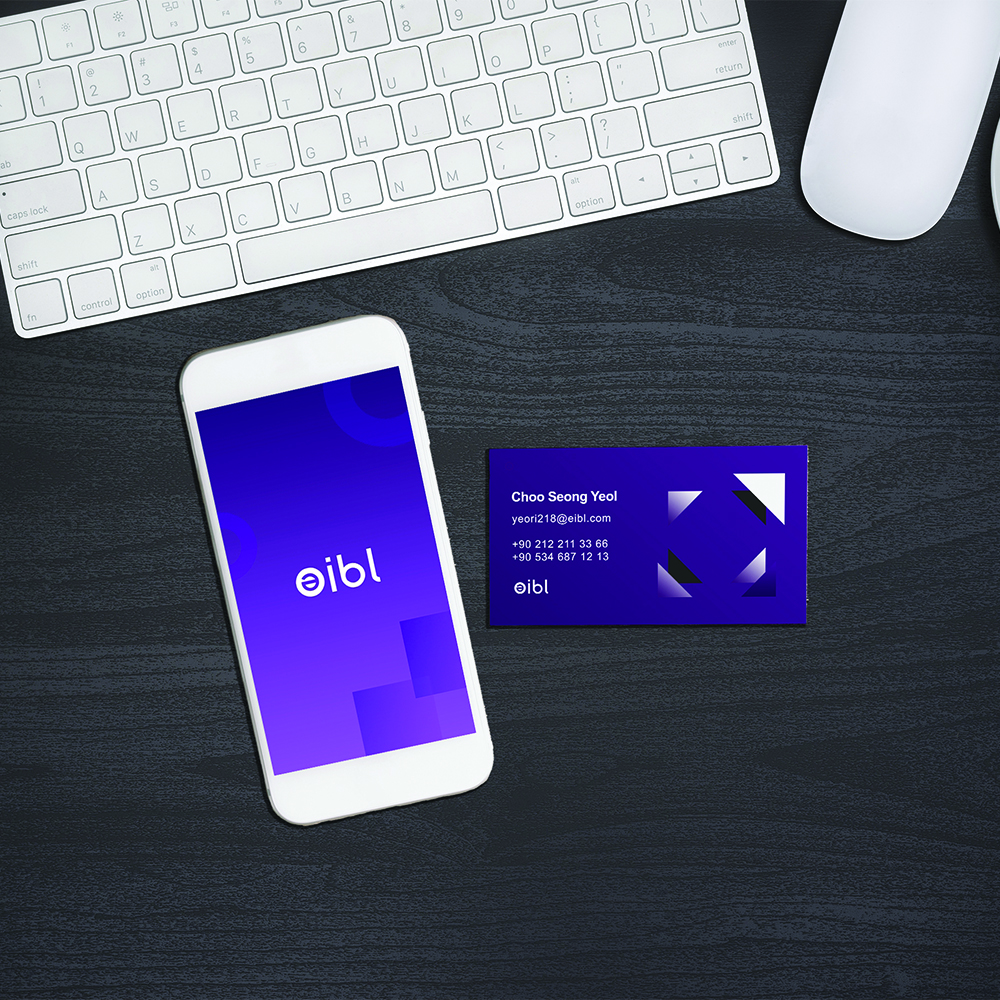 F1 F2 F3 F4 F5
! 1 @ 2 # 3 $ 4 % 5 ^ 6 & 7 * 8 ( 9 ) 0 { [ } ] | \
Q W E R T Y U I O P { [ } ] enter return
caps lock A S D F G H J K L : ; " ' shift
shift Z X C V B N M < , > . ? /
fn control alt option alt option
eibl
Choo Seong Yeol
yeori218@eibl.com
+90 212 211 33 66
+90 534 687 12 13
eibl